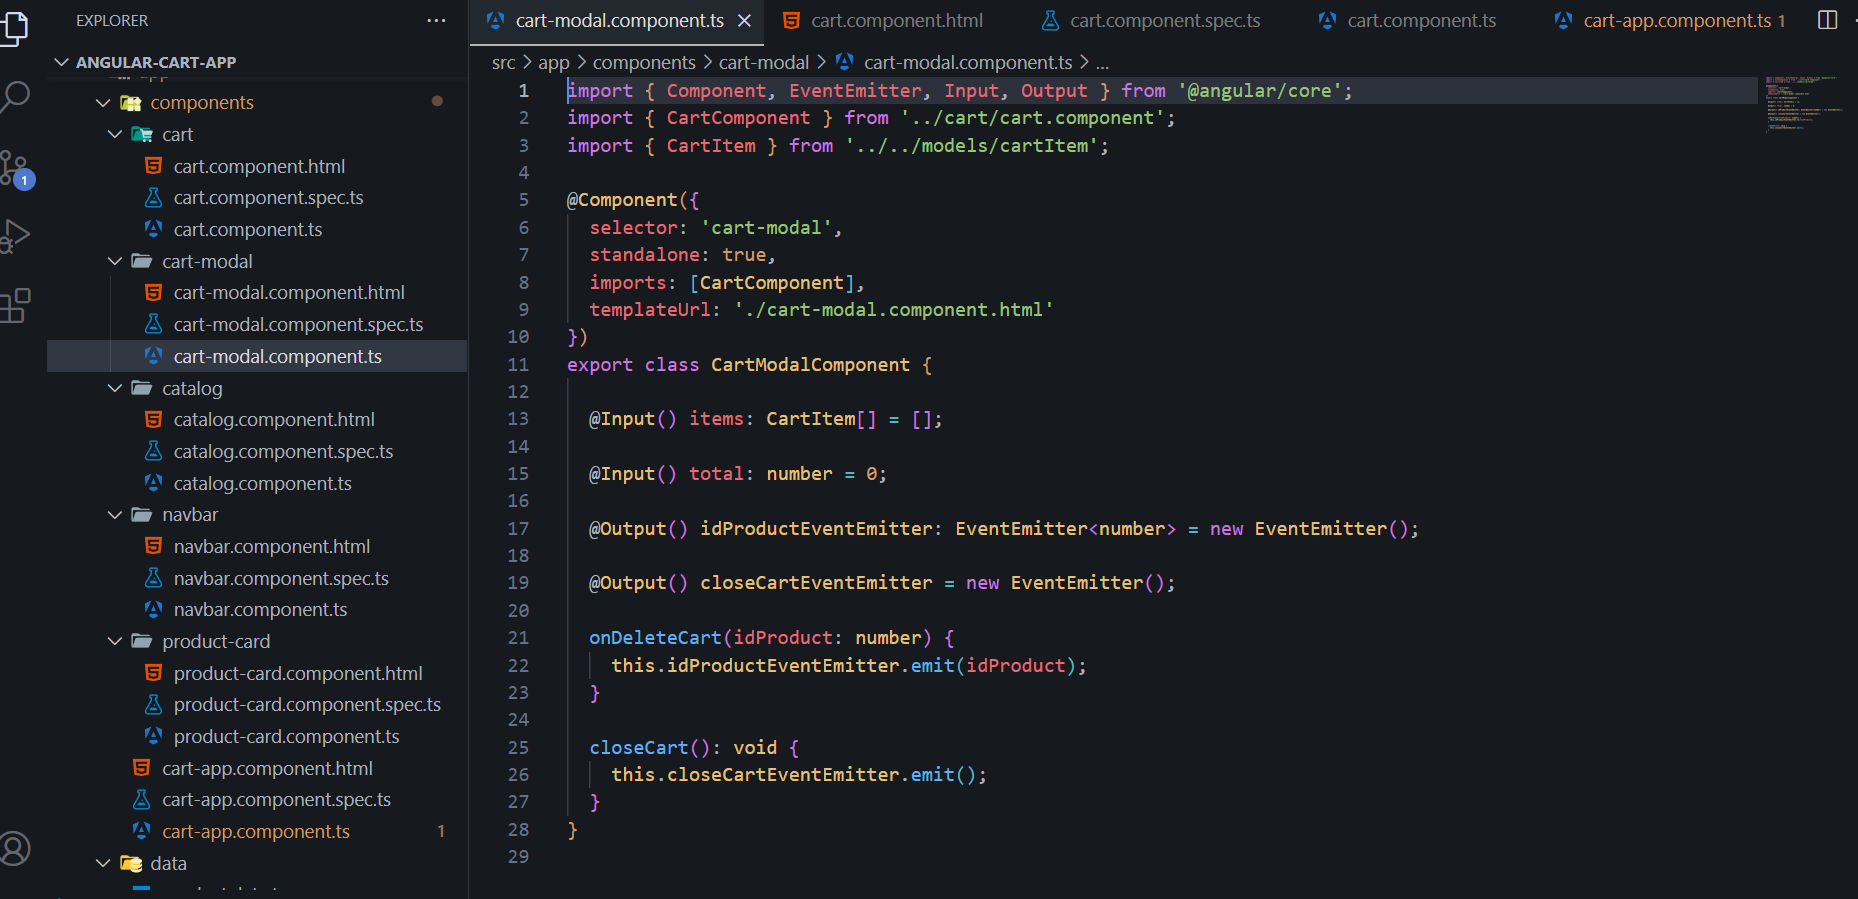 EXPLORER
ANGULAR-CART-APP
components
cart
cart.component.html
cart.component.spec.ts
cart.component.ts
cart-modal
cart-modal.component.html
cart-modal.component.spec.ts
cart-modal.component.ts
catalog
catalog.component.html
catalog.component.spec.ts
catalog.component.ts
navbar
navbar.component.html
navbar.component.spec.ts
navbar.component.ts
product-card
product-card.component.html
product-card.component.spec.ts
product-card.component.ts
cart-app.component.html
cart-app.component.spec.ts
cart-app.component.ts 1
data
1
cart-modal.component.ts cart.component.html cart.component.spec.ts cart.component.ts cart-app.component.ts 1
src > app > components > cart-modal > cart-modal.component.ts > ...
1 import { Component, EventEmitter, Input, Output } from '@angular/core';
2 import { CartComponent } from '../cart/cart.component';
3 import { CartItem } from '../../models/cartItem';
4
5 @Component({
6 selector: 'cart-modal',
7 standalone: true,
8 imports: [CartComponent],
9 templateUrl: './cart-modal.component.html'
10 })
11 export class CartModalComponent {
12
13 @Input() items: CartItem[] = [];
14
15 @Input() total: number = 0;
16
17 @Output() idProductEventEmitter: EventEmitter<number> = new EventEmitter();
18
19 @Output() closeCartEventEmitter = new EventEmitter();
20
21 onDeleteCart(idProduct: number) {
22 this.idProductEventEmitter.emit(idProduct);
23 }
24
25 closeCart(): void {
26 this.closeCartEventEmitter.emit();
27 }
28 }
29